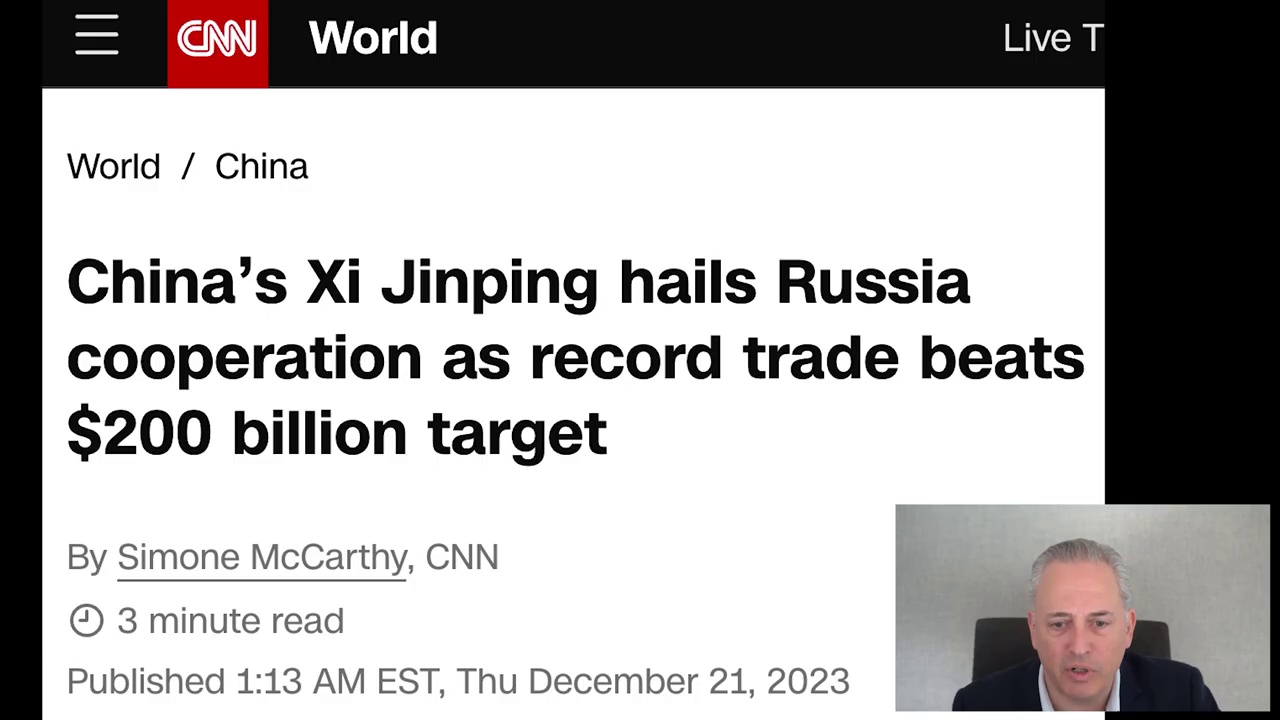 CNN World Live T
World / China
China’s Xi Jinping hails Russia
cooperation as record trade beats
$200 billion target
By Simone McCarthy, CNN
3 minute read
Published 1:13 AM EST, Thu December 21, 2023